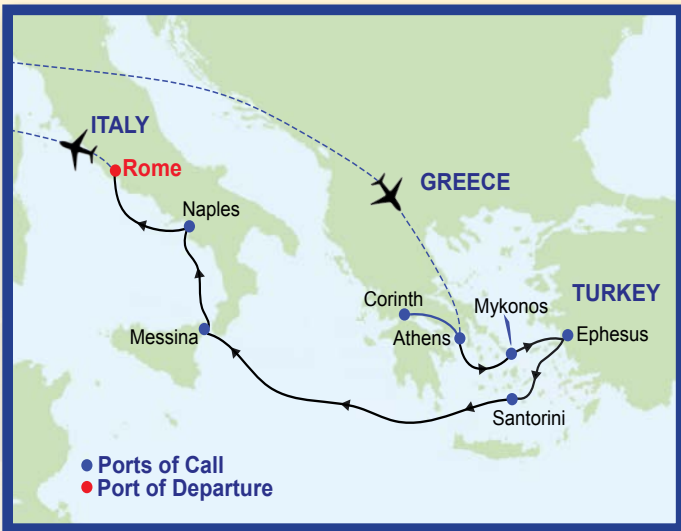 ITALY
Rome
GREECE
Naples
TURKEY
Corinth
Mykonos
Athens
Ephesus
Messina
Santorini
Ports of Call
Port of Departure